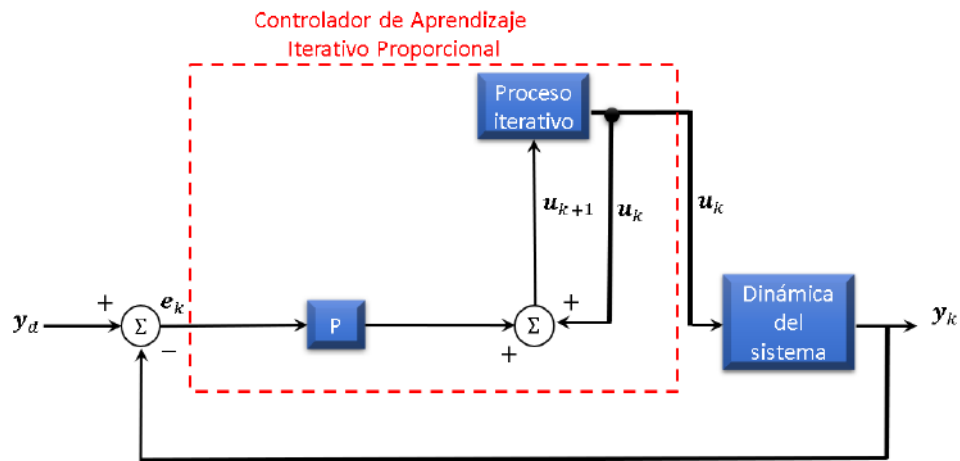 Controlador de Aprendizaje
Iterativo Proporcional
Proceso
iterativo
u_{k+1}
u_k
u_k
y_d
+
−
Σ
e_k
P
+
+
Σ
Dinámica
del
sistema
y_k